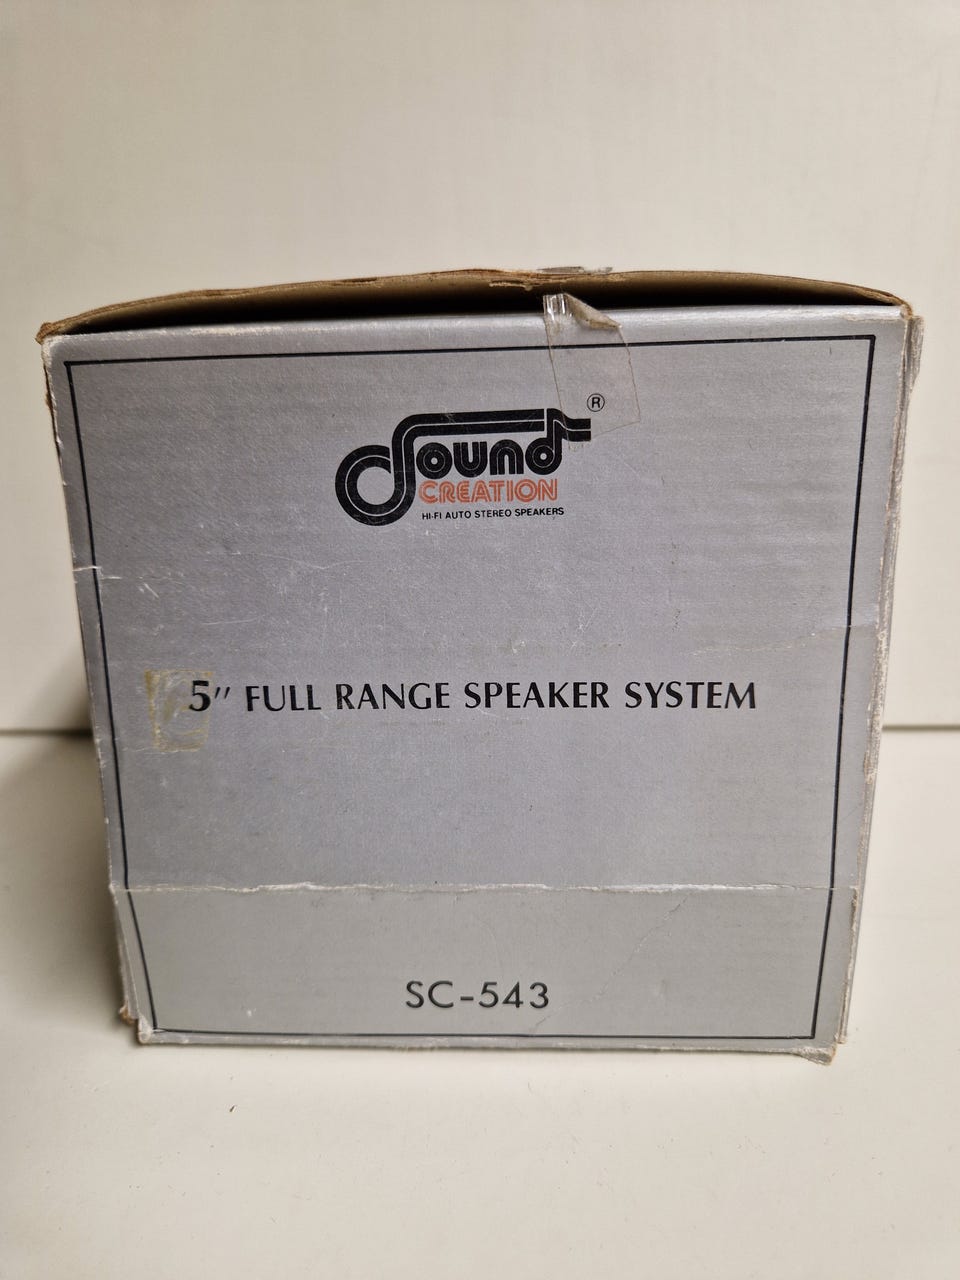 ®
Sound
CREATION
HI-FI AUTO STEREO SPEAKERS
5" FULL RANGE SPEAKER SYSTEM
SC-543